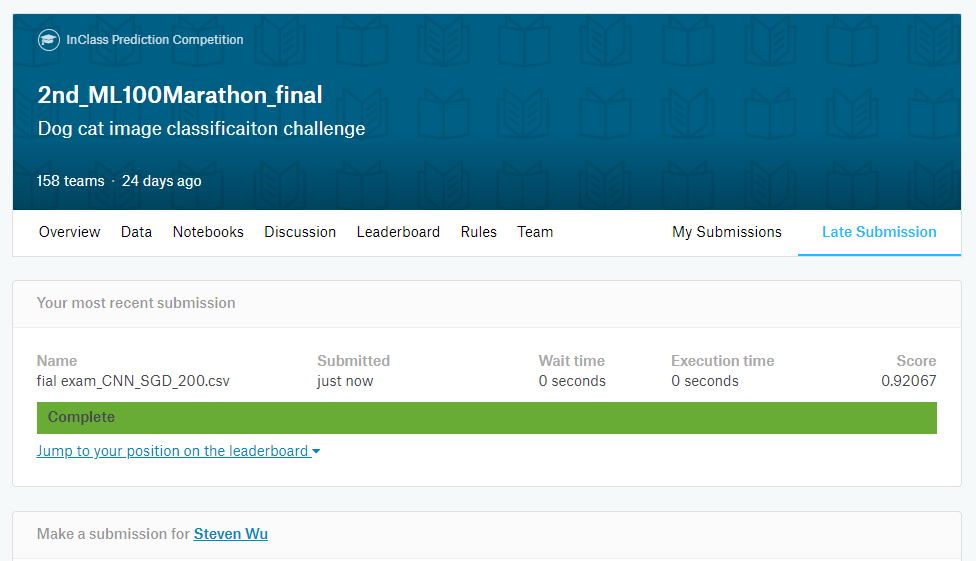 InClass Prediction Competition
2nd_ML100Marathon_final
Dog cat image classificaiton challenge
158 teams · 24 days ago
Overview Data Notebooks Discussion Leaderboard Rules Team My Submissions Late Submission
Your most recent submission
Name Submitted Wait time Execution time Score
fial exam_CNN_SGD_200.csv just now 0 seconds 0 seconds 0.92067
Complete
Jump to your position on the leaderboard
Make a submission for Steven Wu